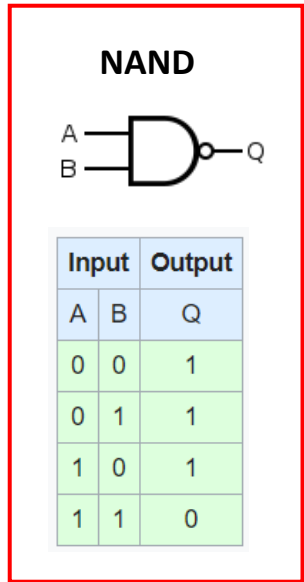 NAND
A
B
Q
Input Output
A B Q
0 0 1
0 1 1
1 0 1
1 1 0